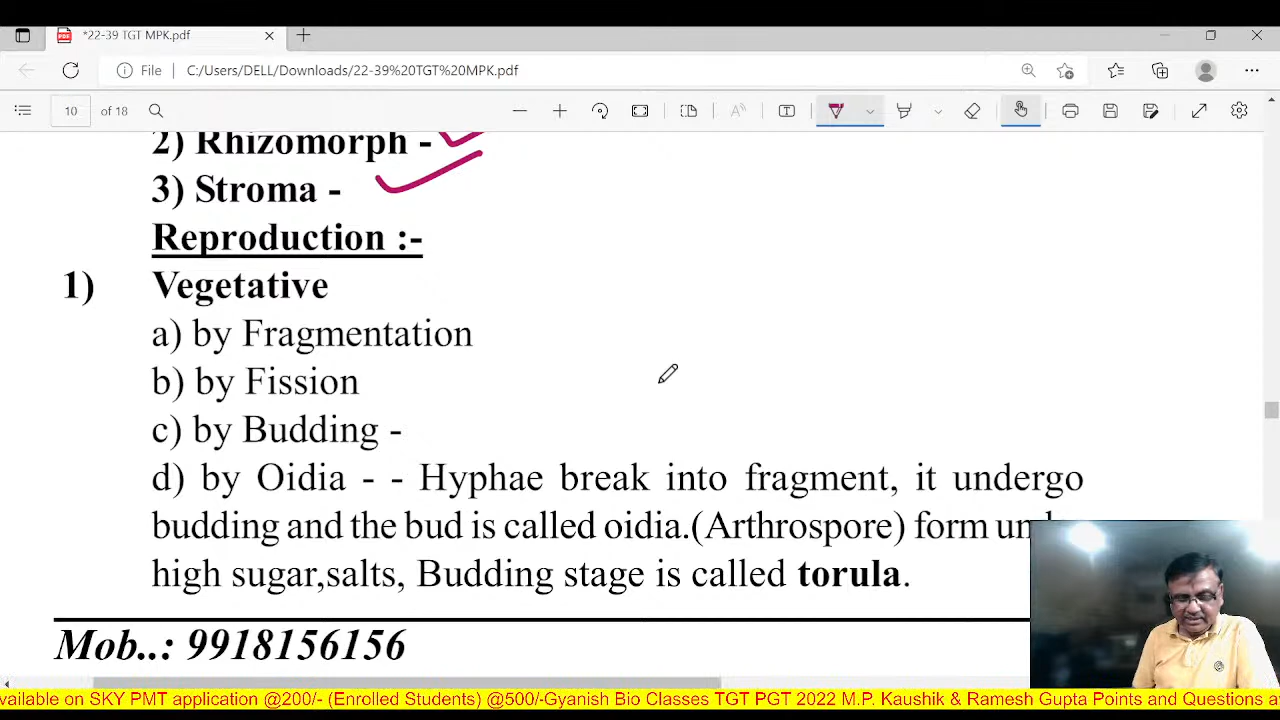 *22-39 TGT MPK.pdf
File C:/Users/DELL/Downloads/22-39%20TGT%20MPK.pdf
10 of 18
2) Rhizomorph -
3) Stroma -
Reproduction :-
1) Vegetative
a) by Fragmentation
b) by Fission
c) by Budding -
d) by Oidia - - Hyphae break into fragment, it undergo
budding and the bud is called oidia.(Arthrospore) form
high sugar,salts, Budding stage is called torula.
Mob..: 9918156156
vailable on SKY PMT application @200/- (Enrolled Students) @500/-Gyanish Bio Classes TGT PGT 2022 M.P. Kaushik & Ramesh Gupta Points and Questions a